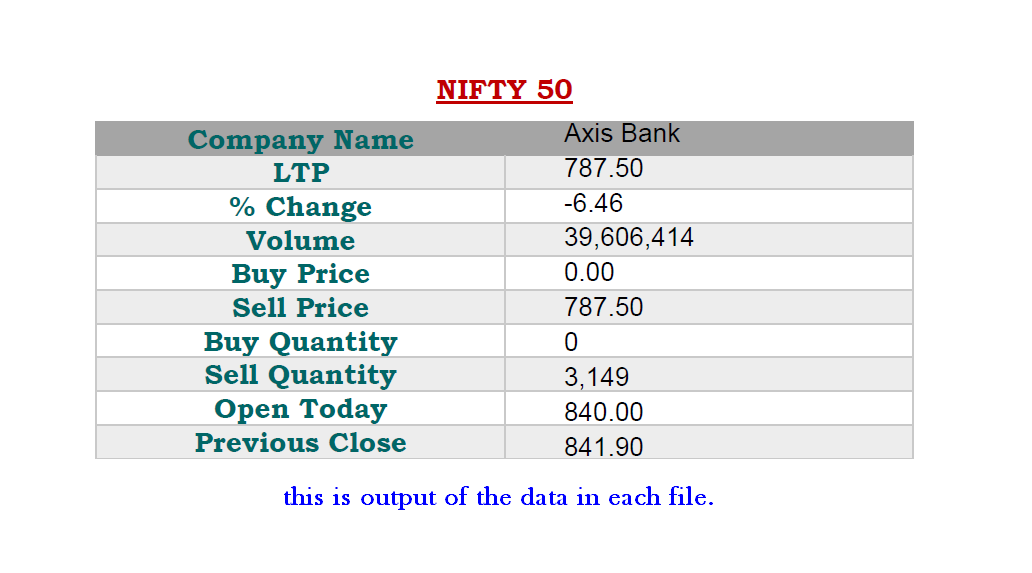 NIFTY 50
Company Name Axis Bank
LTP 787.50
% Change -6.46
Volume 39,606,414
Buy Price 0.00
Sell Price 787.50
Buy Quantity 0
Sell Quantity 3,149
Open Today 840.00
Previous Close 841.90
this is output of the data in each file.